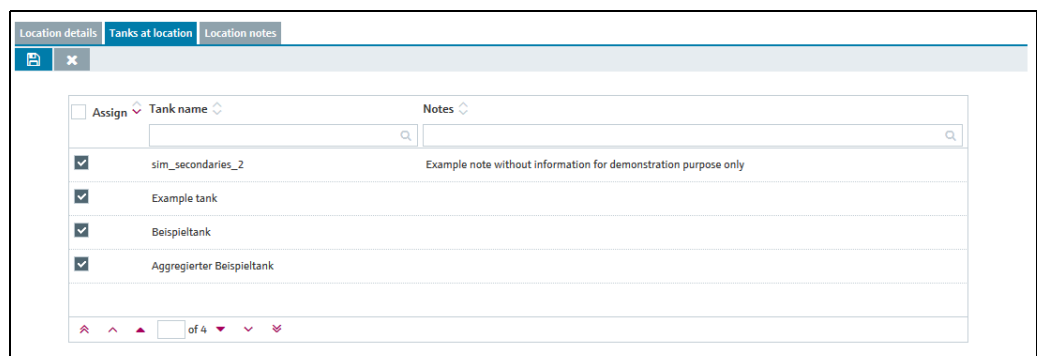 Location details Tanks at location Location notes
Assign Tank name Notes
sim_secondaries_2 Example note without information for demonstration purpose only
Example tank
Beispieltank
Aggregierter Beispieltank
of 4